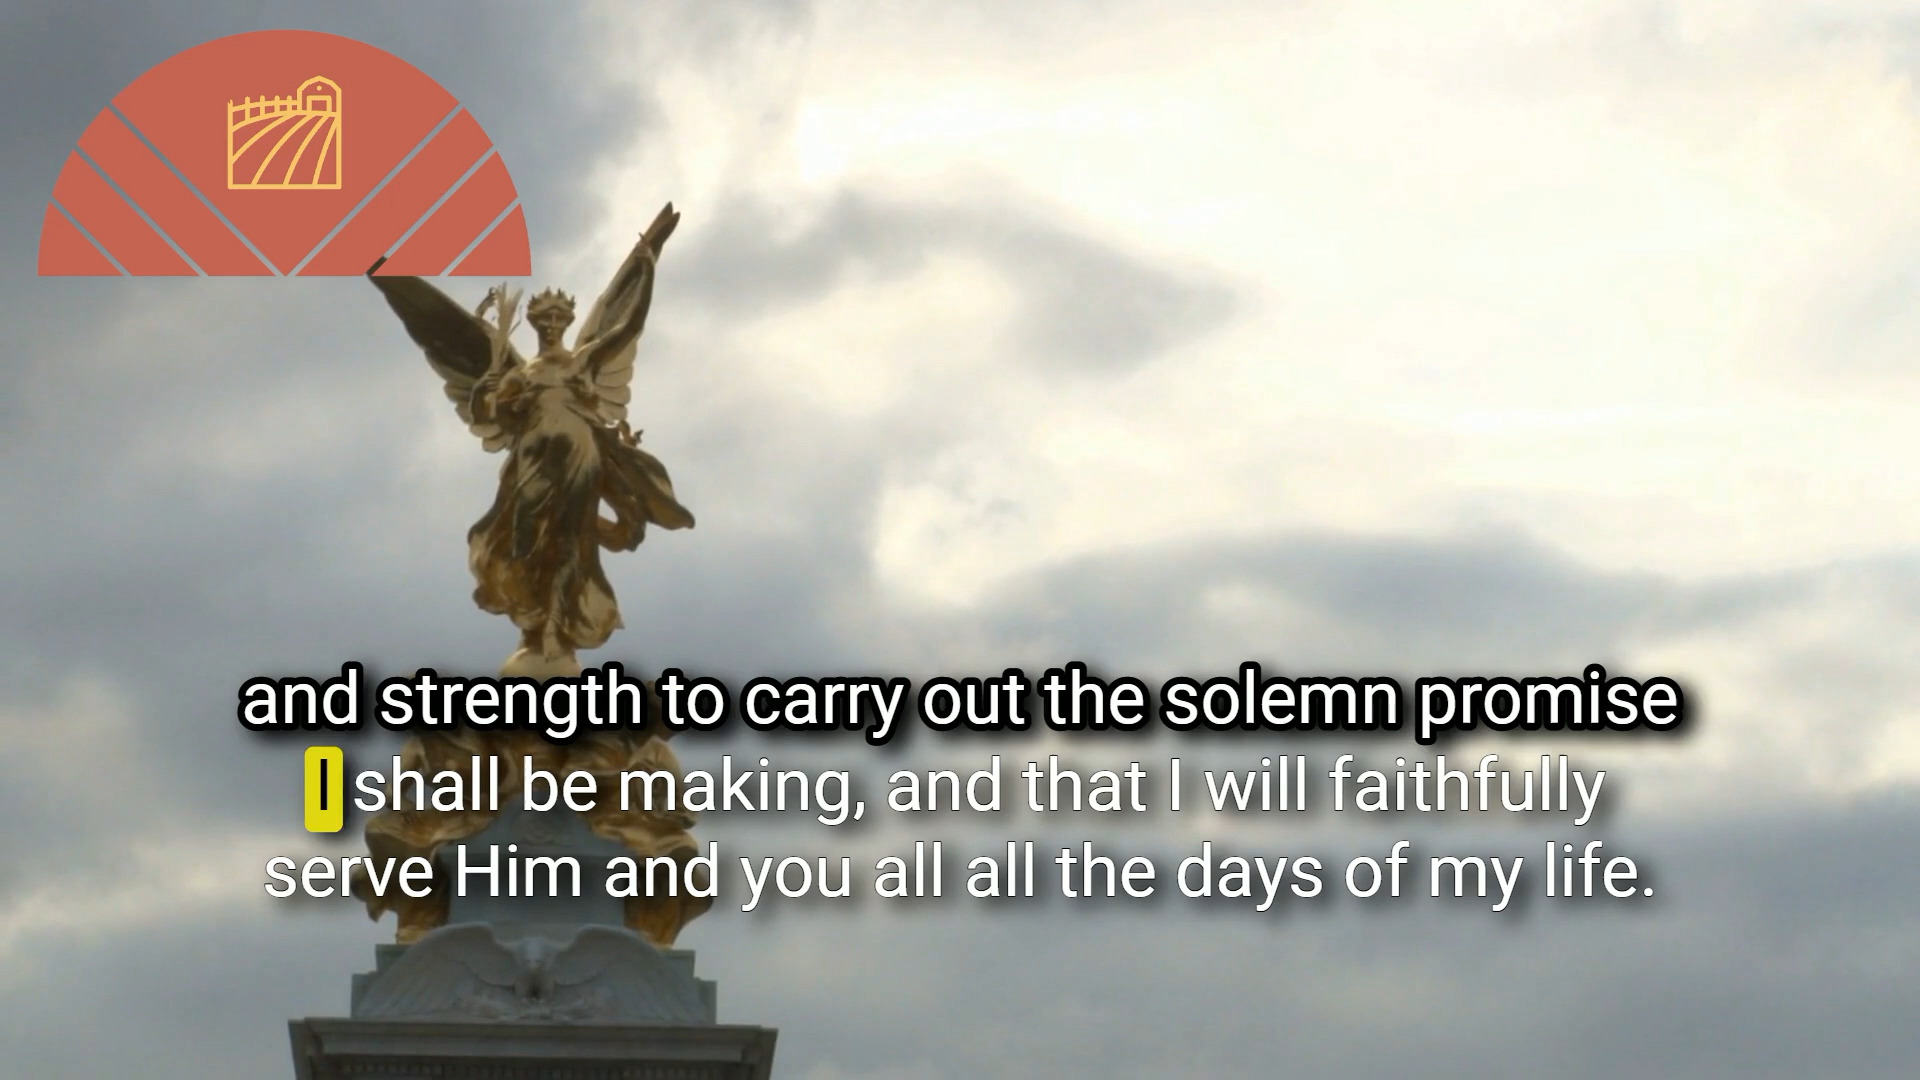 and strength to carry out the solemn promise
I shall be making, and that I will faithfully
serve Him and you all all the days of my life.